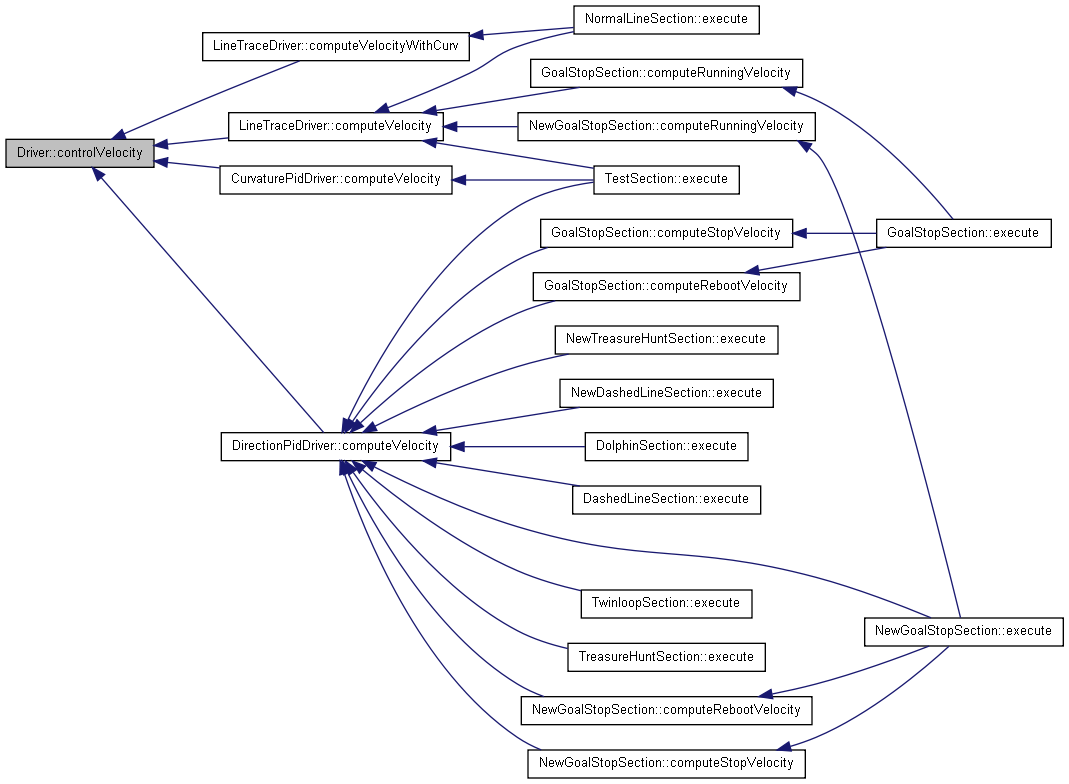 NormalLineSection::execute
LineTraceDriver::computeVelocityWithCurv
GoalStopSection::computeRunningVelocity
LineTraceDriver::computeVelocity
NewGoalStopSection::computeRunningVelocity
Driver::controlVelocity
CurvaturePidDriver::computeVelocity
TestSection::execute
GoalStopSection::computeStopVelocity
GoalStopSection::execute
GoalStopSection::computeRebootVelocity
NewTreasureHuntSection::execute
NewDashedLineSection::execute
DirectionPidDriver::computeVelocity
DolphinSection::execute
DashedLineSection::execute
TwinloopSection::execute
NewGoalStopSection::execute
TreasureHuntSection::execute
NewGoalStopSection::computeRebootVelocity
NewGoalStopSection::computeStopVelocity